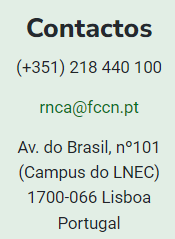 Contactos
(+351) 218 440 100
rnca@fccn.pt
Av. do Brasil, nº101
(Campus do LNEC)
1700-066 Lisboa
Portugal